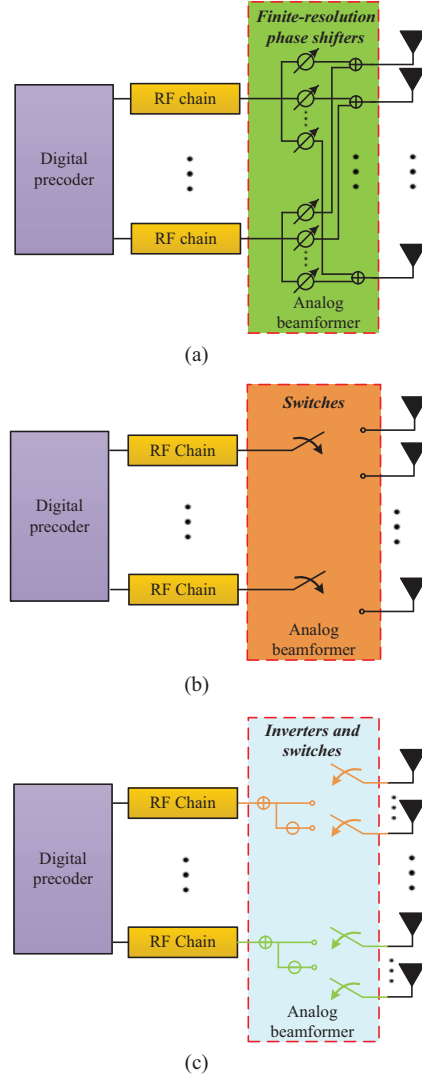 Finite-resolution
phase shifters
RF chain
Digital
precoder
RF chain
Analog
beamformer
(a)
Switches
RF Chain
Digital
precoder
RF Chain
Analog
beamformer
(b)
Inverters and
switches
RF Chain
Digital
precoder
RF Chain
Analog
beamformer
(c)